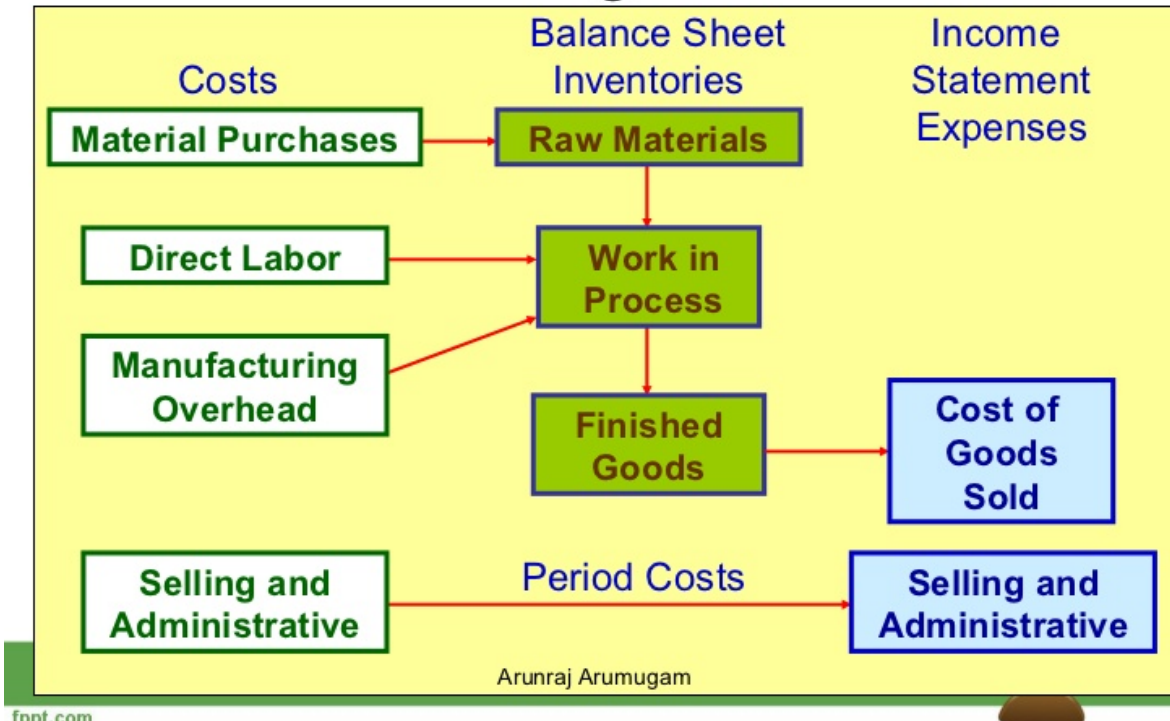 Costs
Balance Sheet
Inventories
Income
Statement
Expenses
Material Purchases
Raw Materials
Direct Labor
Work in
Process
Manufacturing
Overhead
Finished
Goods
Cost of
Goods
Sold
Selling and
Administrative
Period Costs
Selling and
Administrative
Arunraj Arumugam
fppt.com